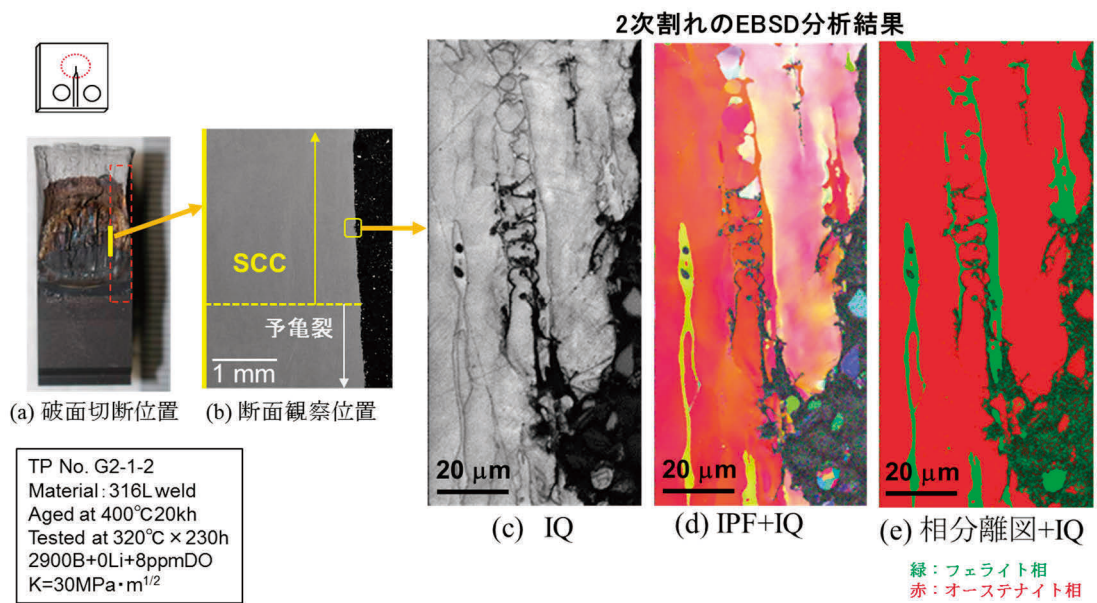 2次割れのEBSD分析結果
SCC
予亀裂
1 mm
(a) 破面切断位置
(b) 断面観察位置
20 μm
20 μm
20 μm
(c) IQ
(d) IPF+IQ
(e) 相分離図+IQ
緑：フェライト相
赤：オーステナイト相
TP No. G2-1-2
Material：316L weld
Aged at 400℃20kh
Tested at 320℃×230h
2900B+0Li+8ppmDO
K=30MPa・m1/2